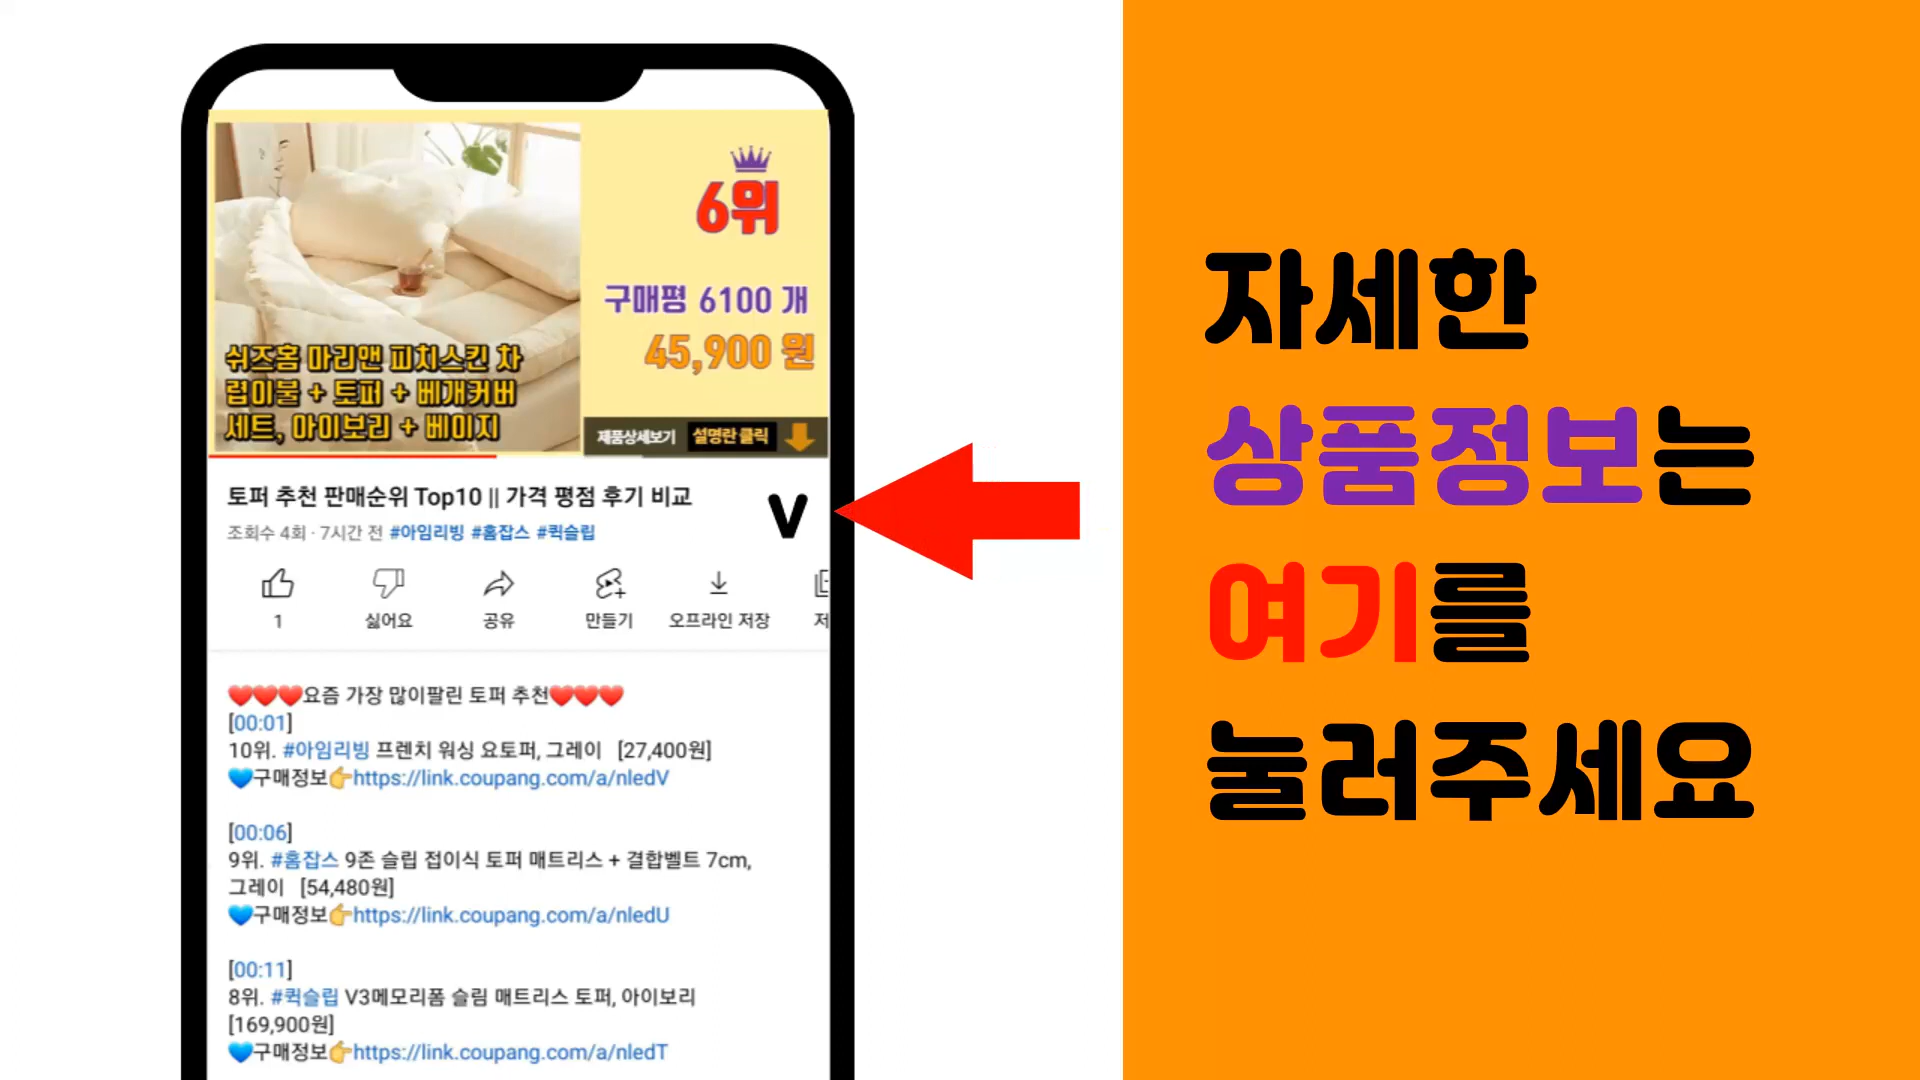 6위
구매평 6100 개
45,900 원
쉬즈홈 마리앤 피치스킨 차
렵이불 + 토퍼 + 베개커버
세트, 아이보리 + 베이지
제품상세보기 설명란 클릭
토퍼 추천 판매순위 Top10 || 가격 평점 후기 비교
V
조회수 4회 · 7시간 전 #아임리빙 #홈잡스 #퀵슬립
1 싫어요 공유 만들기 오프라인 저장 저
❤️❤️❤️요즘 가장 많이팔린 토퍼 추천❤️❤️❤️
[00:01]
10위. #아임리빙 프렌치 워싱 요토퍼, 그레이 [27,400원]
💙구매정보👉https://link.coupang.com/a/nledV
[00:06]
9위. #홈잡스 9존 슬립 접이식 토퍼 매트리스 + 결합벨트 7cm,
그레이 [54,480원]
💙구매정보👉https://link.coupang.com/a/nledU
[00:11]
8위. #퀵슬립 V3메모리폼 슬림 매트리스 토퍼, 아이보리
[169,900원]
💙구매정보👉https://link.coupang.com/a/nledT
자세한
상품정보는
여기를
눌러주세요